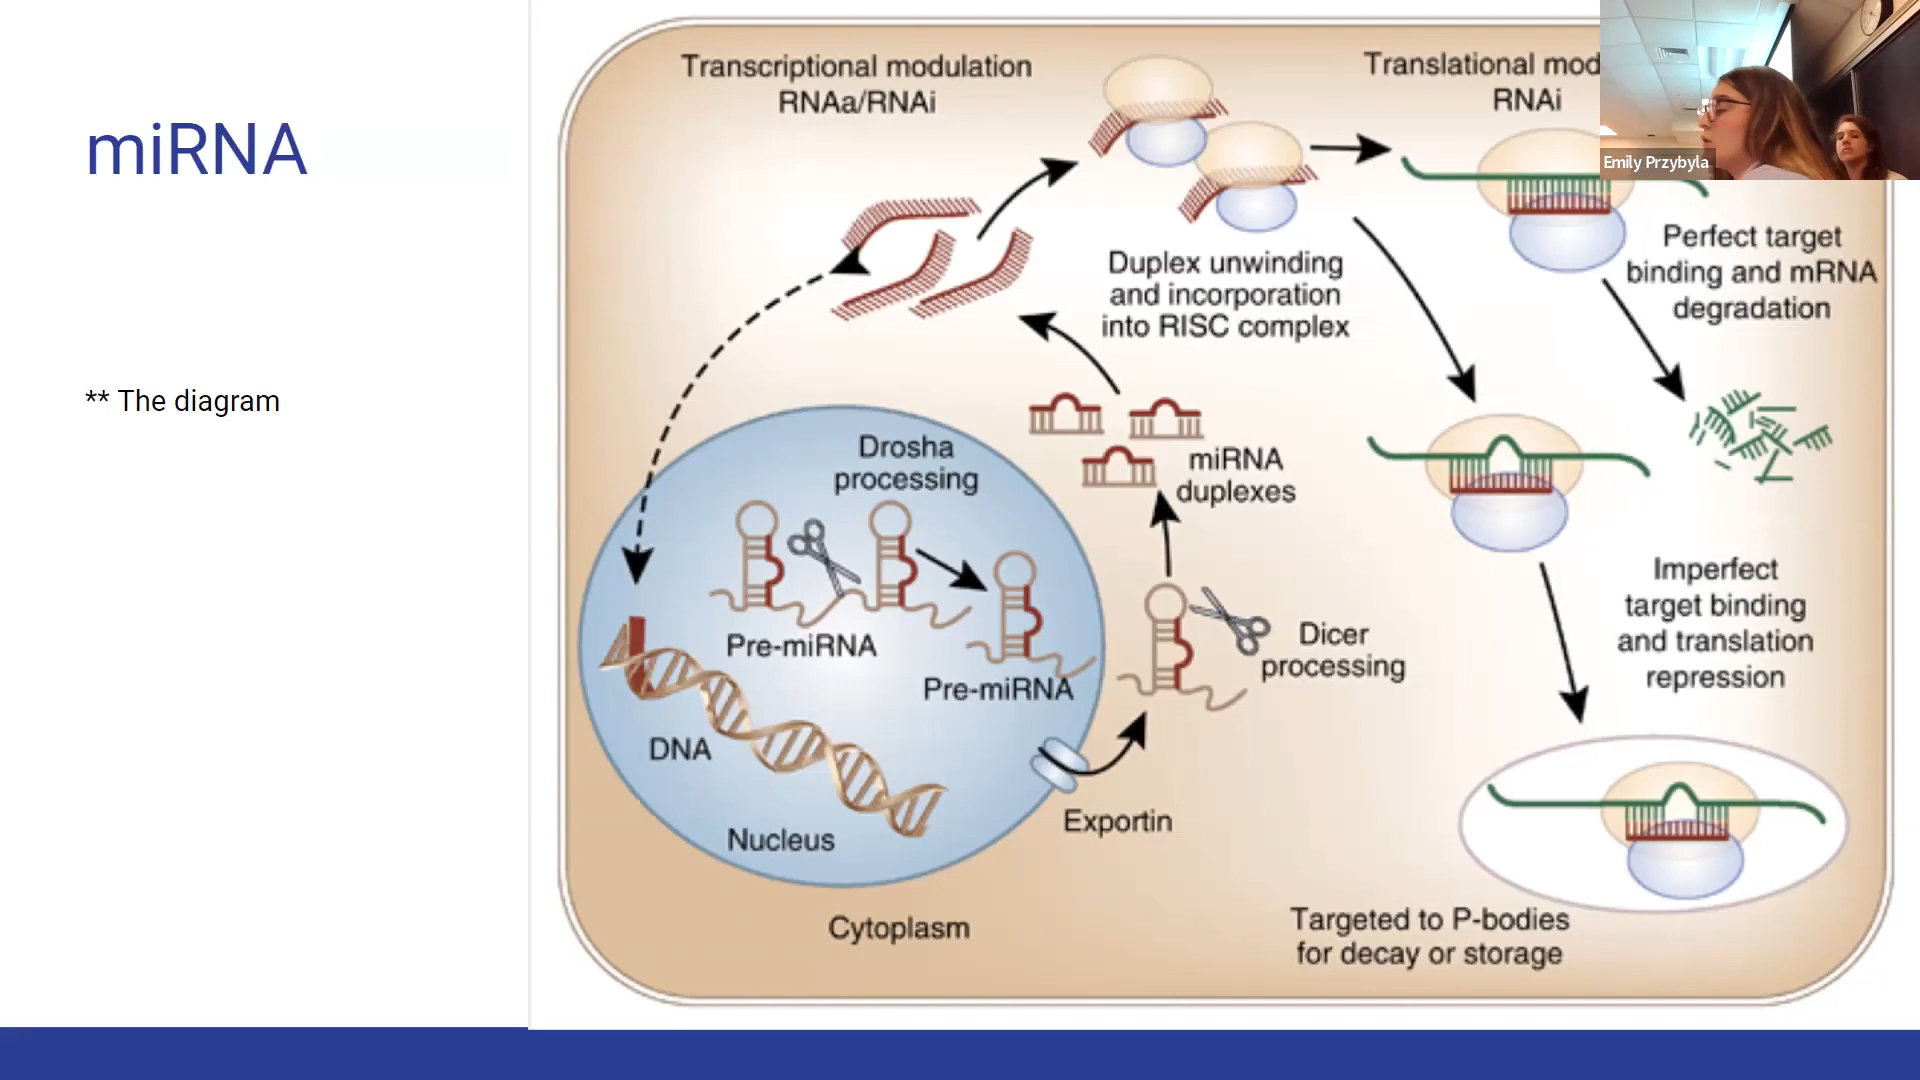 miRNA
** The diagram
Transcriptional modulation
RNAa/RNAi
Translational mod
RNAi
Emily Przybyla
Perfect target
binding and mRNA
degradation
Duplex unwinding
and incorporation
into RISC complex
Drosha
processing
miRNA
duplexes
Pre-miRNA
Pre-miRNA
Dicer
processing
Imperfect
target binding
and translation
repression
DNA
Nucleus
Exportin
Cytoplasm
Targeted to P-bodies
for decay or storage